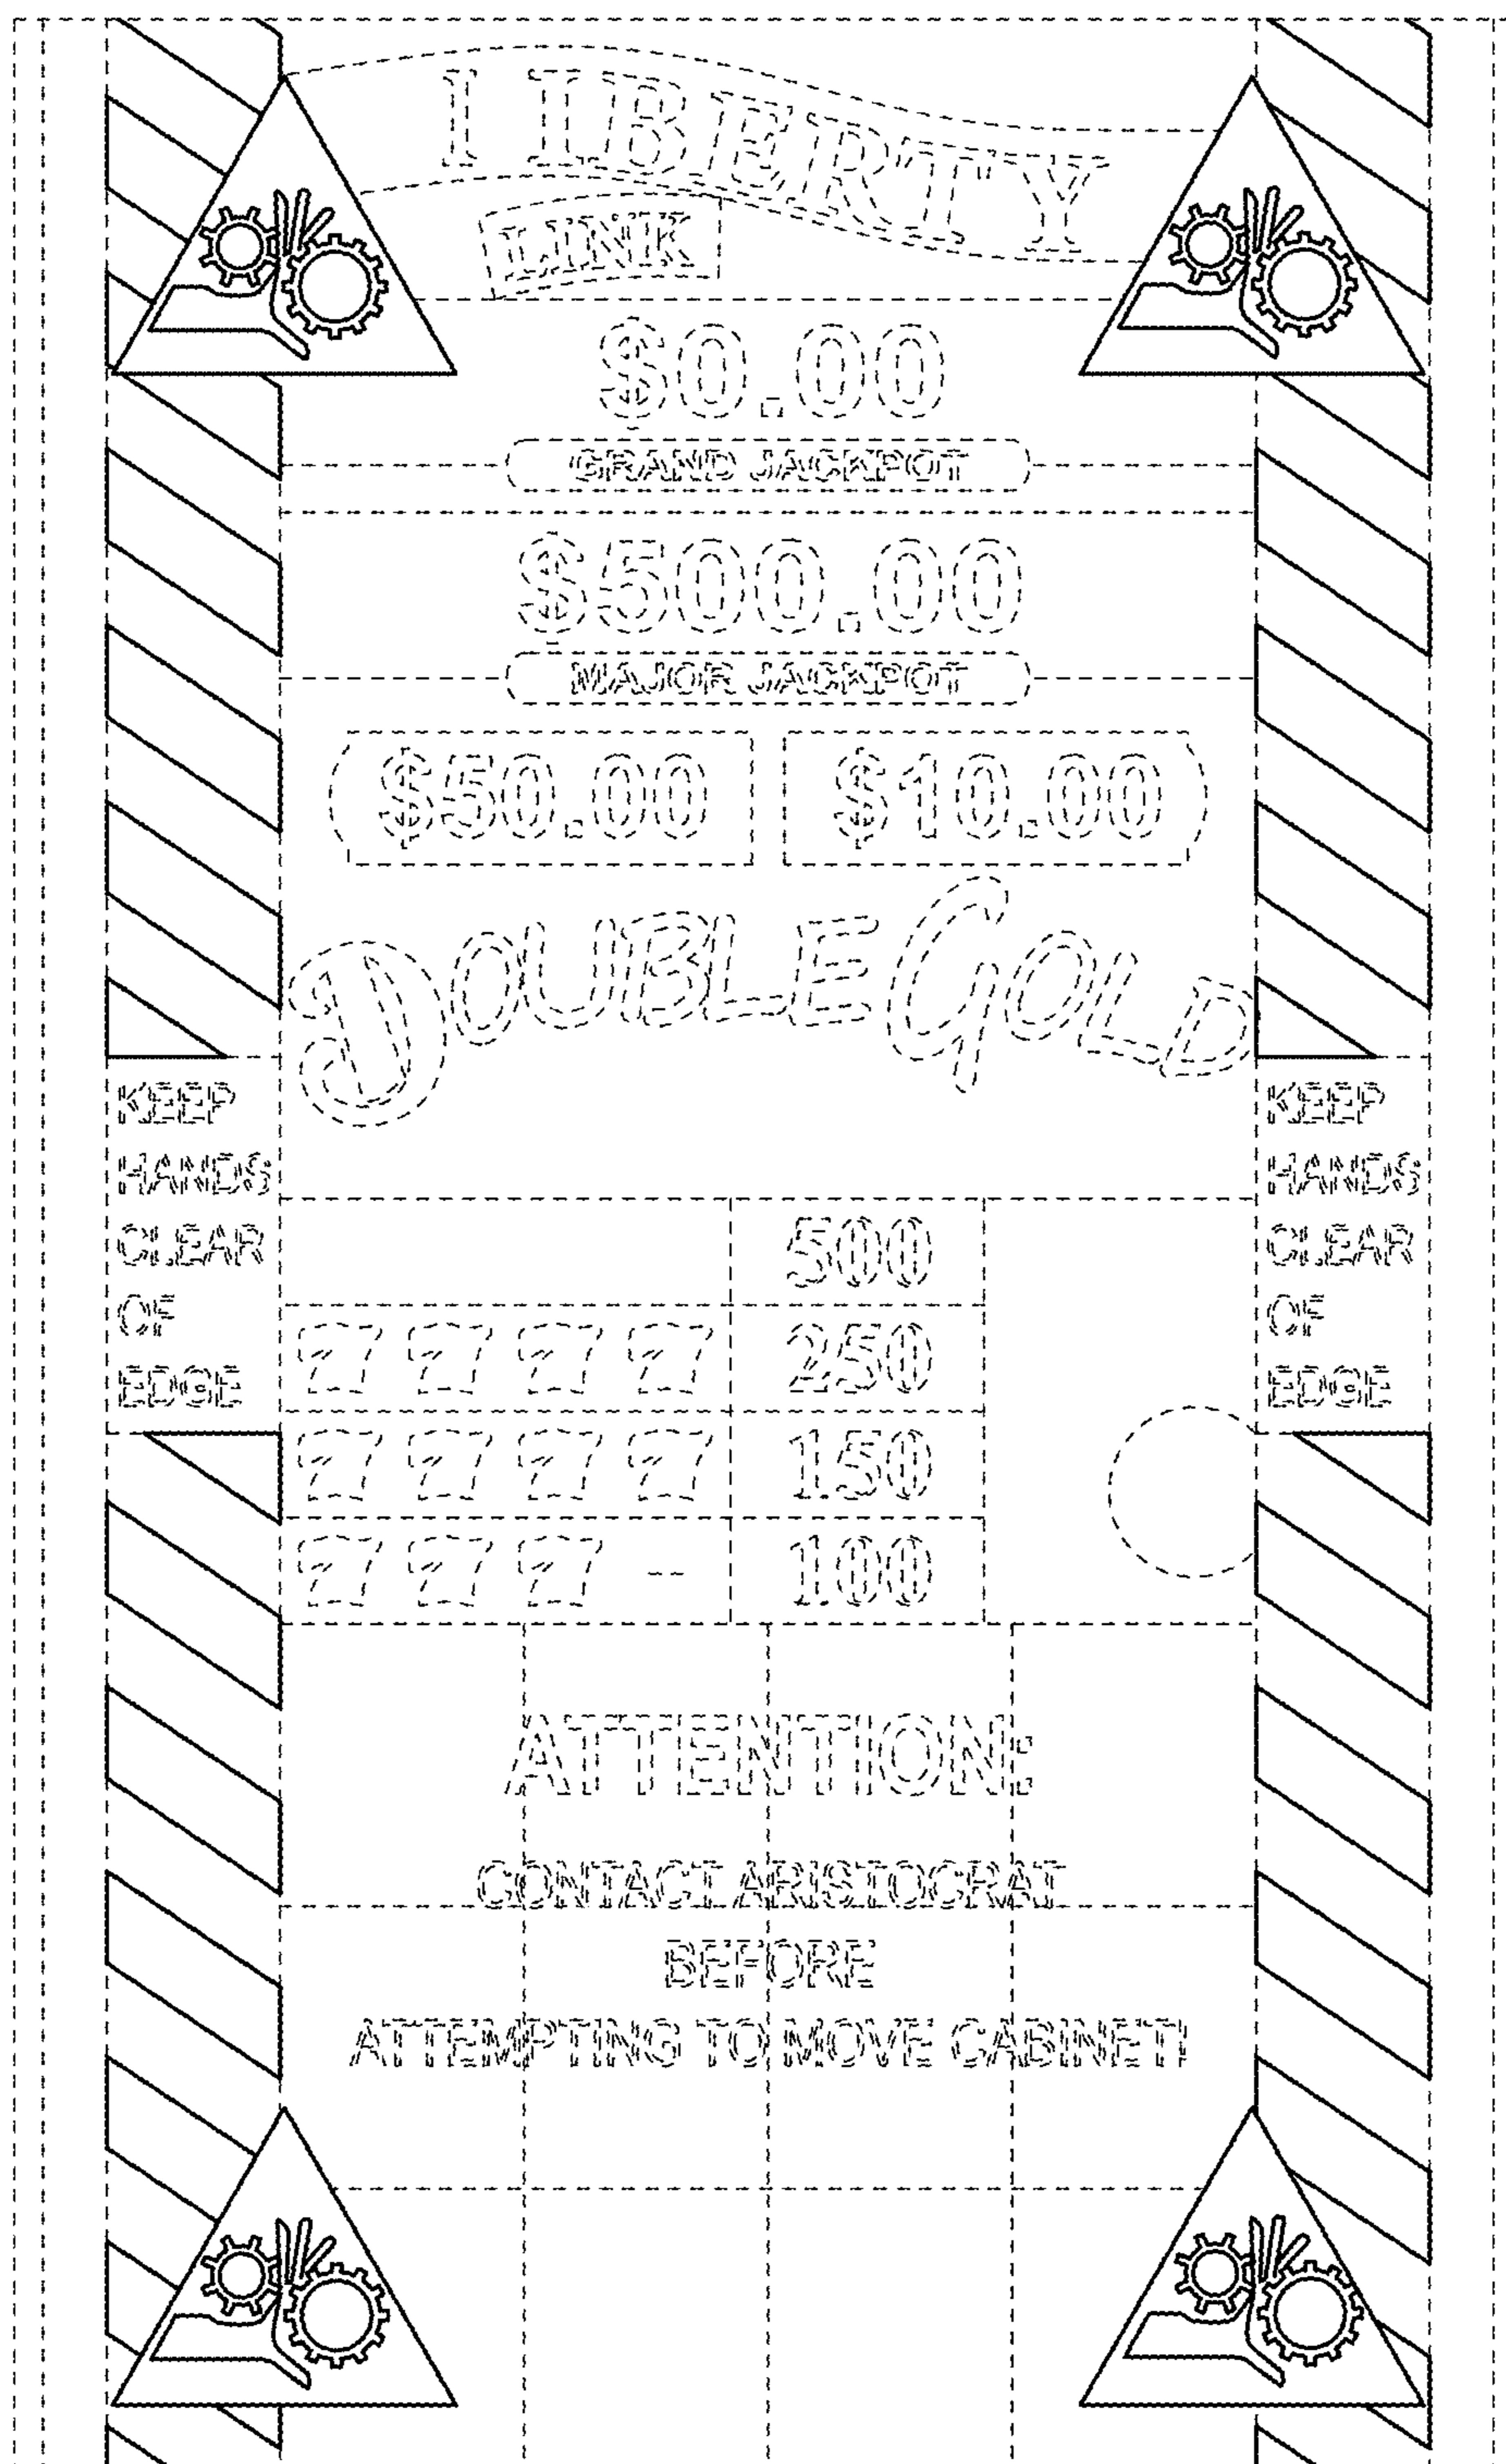 LIBERTY
LINK
$0.00
GRAND JACKPOT
$500.00
MAJOR JACKPOT
$50.00 $10.00
DOUBLE GOLD
KEEP
HANDS
CLEAR
OF
EDGE
KEEP
HANDS
CLEAR
OF
EDGE
500
7 7 7 7 250
7 7 7 7 150
7 7 7 - 100
ATTENTION:
CONTACT ARISTOCRAT
BEFORE
ATTEMPTING TO MOVE CABINET!